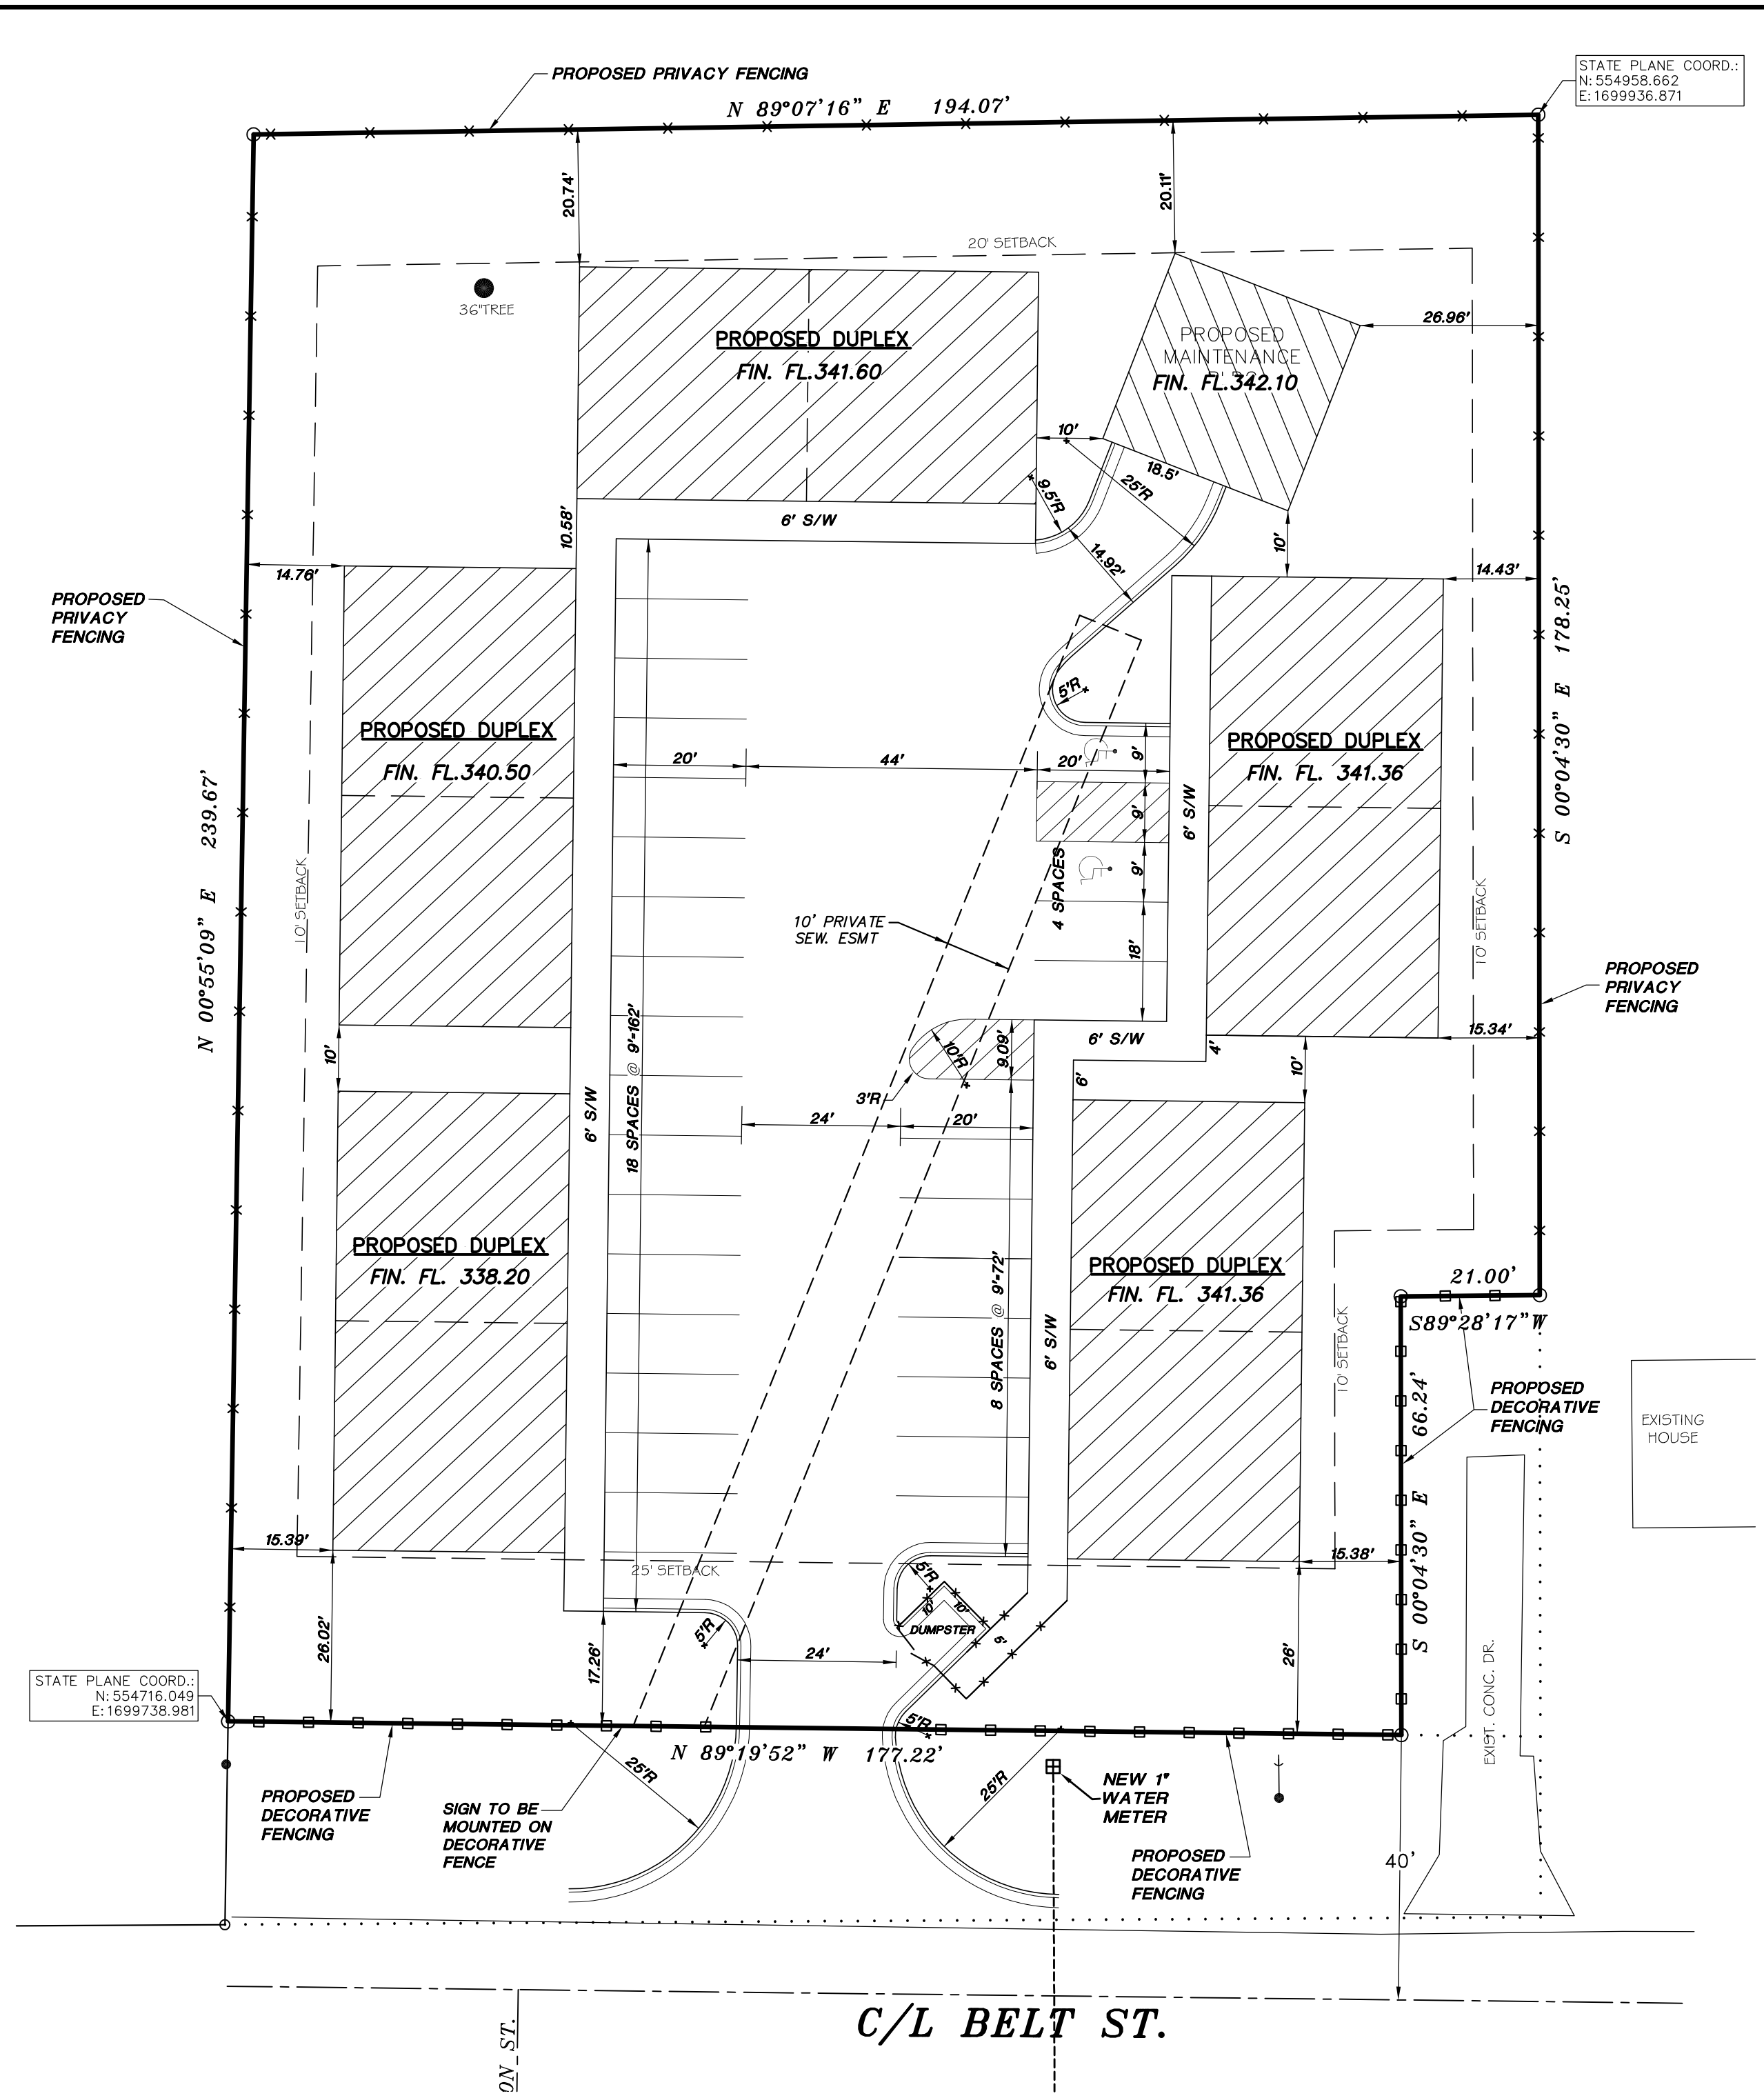 PROPOSED PRIVACY FENCING
N 89°07'16" E 194.07'
STATE PLANE COORD.:
N: 554958.662
E: 1699936.871
20.74'
20.11'
20' SETBACK
36"TREE
PROPOSED DUPLEX
FIN. FL.341.60
PROPOSED
MAINTENANCE
FIN. FL.342.10
26.96'
10'
18.5'
25'R
9.5'R
14.92'
10'
6' S/W
10.58'
14.76'
14.43'
PROPOSED
PRIVACY
FENCING
S 00°04'30" E 178.25'
5'R
PROPOSED DUPLEX
FIN. FL.340.50
20'
44'
20'
9'
9'
9'
18'
4 SPACES
6' S/W
PROPOSED DUPLEX
FIN. FL. 341.36
N 00°55'09" E 239.67'
10' SETBACK
10' SETBACK
10' PRIVATE
SEW. ESMT
PROPOSED
PRIVACY
FENCING
18 SPACES @ 9'=162'
6' S/W
10'
10'R
9.09'
6' S/W
4'
6'
10'
15.34'
3'R
24'
20'
PROPOSED DUPLEX
FIN. FL. 338.20
8 SPACES @ 9'=72'
6' S/W
PROPOSED DUPLEX
FIN. FL. 341.36
10' SETBACK
21.00'
S89°28'17"W
66.24'
S 00°04'30" E
PROPOSED
DECORATIVE
FENCING
EXISTING
HOUSE
15.39'
25' SETBACK
15.38'
5'R
10'
10'
DUMPSTER
5'
5'R
24'
26.02'
17.26'
26'
STATE PLANE COORD.:
N: 554716.049
E: 1699738.981
EXIST. CONC. DR.
5'R
N 89°19'52" W 177.22'
25'R
25'R
NEW 1"
WATER
METER
PROPOSED
DECORATIVE
FENCING
SIGN TO BE
MOUNTED ON
DECORATIVE
FENCE
PROPOSED
DECORATIVE
FENCING
40'
C/L BELT ST.
ON ST.